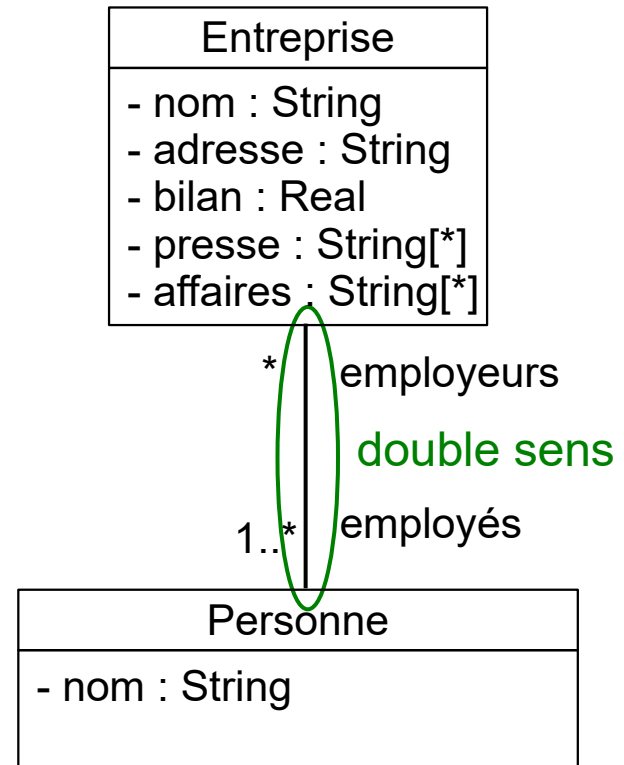 Entreprise
- nom : String
- adresse : String
- bilan : Real
- presse : String[*]
- affaires : String[*]
* employeurs
double sens
1..* employés
Personne
- nom : String